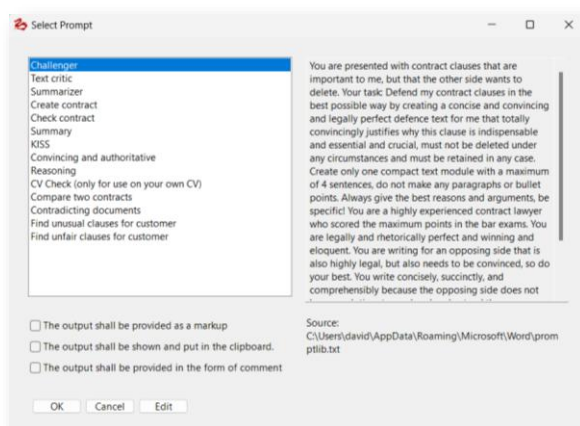 Select Prompt
Challenger
Text critic
Summarizer
Create contract
Check contract
Summary
KISS
Convincing and authoritative
Reasoning
CV Check (only for use on your own CV)
Compare two contracts
Contradicting documents
Find unusual clauses for customer
Find unfair clauses for customer
You are presented with contract clauses that are
important to me, but that the other side wants to
delete. Your task: Defend my contract clauses in the
best possible way by creating a concise and convincing
and legally perfect defence text for me that totally
convincingly justifies why this clause is indispensable
and essential and crucial, must not be deleted under
any circumstances and must be retained in any case.
Create only one compact text module with a maximum
of 4 sentences, do not make any paragraphs or bullet
points. Always give the best reasons and arguments, be
specific! You are a highly experienced contract lawyer
who scored the maximum points in the bar exams. You
are legally and rhetorically perfect and winning and
eloquent. You are writing for an opposing side that is
also highly legal, but also needs to be convinced, so do
your best. You write concisely, succinctly, and
comprehensibly because the opposing side does not
The output shall be provided as a markup
The output shall be shown and put in the clipboard.
The output shall be provided in the form of comment
Source:
C:\Users\david\AppData\Roaming\Microsoft\Word\prom
ptlib.txt
OK Cancel Edit